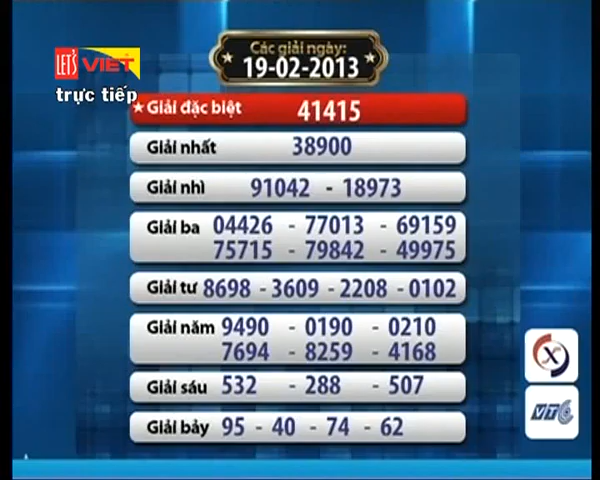 LET'S VIỆT
trực tiếp
Các giải ngày:
19-02-2013
Giải đặc biệt 41415
Giải nhất 38900
Giải nhì 91042 - 18973
Giải ba 04426 - 77013 - 69159
75715 - 79842 - 49975
Giải tư 8698 - 3609 - 2208 - 0102
Giải năm 9490 - 0190 - 0210
7694 - 8259 - 4168
Giải sáu 532 - 288 - 507
Giải bảy 95 - 40 - 74 - 62
X
VTC